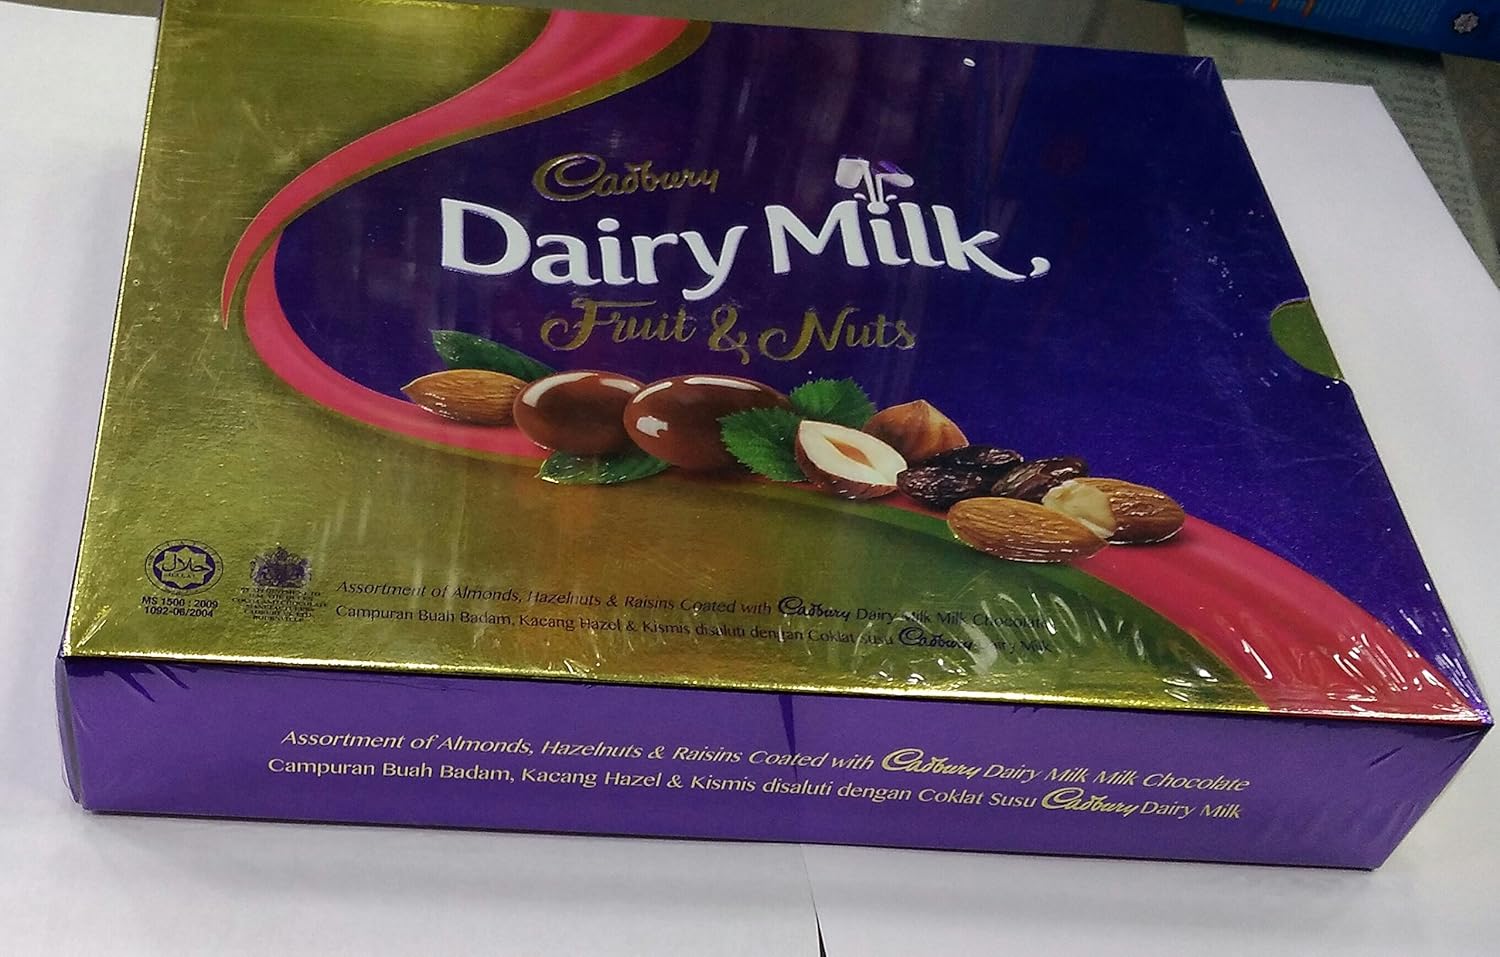 Cadbury
Dairy Milk
Fruit & Nuts
حلال
MS 1500 : 2009
1092-06/2004
Assortment of Almonds, Hazelnuts & Raisins Coated with Cadbury Dairy Milk Milk Chocolate
Campuran Buah Badam, Kacang Hazel & Kismis disaluti dengan Coklat Susu Cadbury Dairy Milk
Assortment of Almonds, Hazelnuts & Raisins Coated with Cadbury Dairy Milk Milk Chocolate
Campuran Buah Badam, Kacang Hazel & Kismis disaluti dengan Coklat Susu Cadbury Dairy Milk